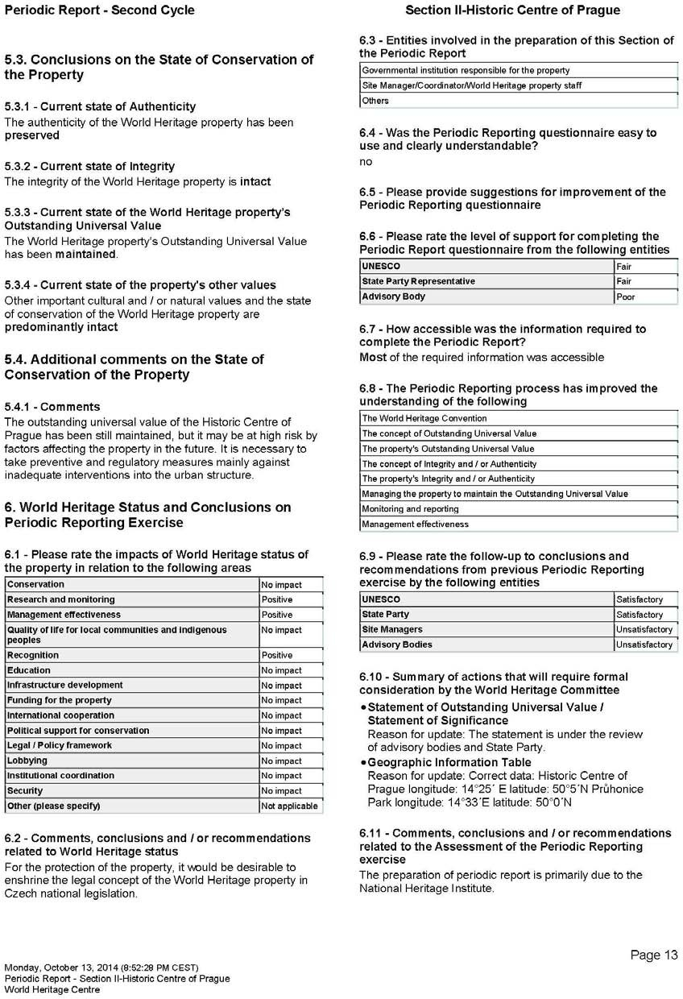 Periodic Report - Second Cycle
Section II-Historic Centre of Prague
5.3. Conclusions on the State of Conservation of
the Property
5.3.1 - Current state of Authenticity
The authenticity of the World Heritage property has been
preserved
5.3.2 - Current state of Integrity
The integrity of the World Heritage property is intact
5.3.3 - Current state of the World Heritage property's
Outstanding Universal Value
The World Heritage property's Outstanding Universal Value
has been maintained.
5.3.4 - Current state of the property's other values
Other important cultural and / or natural values and the state
of conservation of the World Heritage property are
predominantly intact
5.4. Additional comments on the State of
Conservation of the Property
5.4.1 - Comments
The outstanding universal value of the Historic Centre of
Prague has been still maintained, but it may be at high risk by
factors affecting the property in the future. It is necessary to
take preventive and regulatory measures mainly against
inadequate interventions into the urban structure.
6. World Heritage Status and Conclusions on
Periodic Reporting Exercise
6.1 - Please rate the impacts of World Heritage status of
the property in relation to the following areas
Conservation No impact
Research and monitoring Positive
Management effectiveness Positive
Quality of life for local communities and indigenous No impact
peoples
Recognition Positive
Education No impact
Infrastructure development No impact
Funding for the property No impact
International cooperation No impact
Political support for conservation No impact
Legal / Policy framework No impact
Lobbying No impact
Institutional coordination No impact
Security No impact
Other (please specify) Not applicable
6.2 - Comments, conclusions and / or recommendations
related to World Heritage status
For the protection of the property, it would be desirable to
enshrine the legal concept of the World Heritage property in
Czech national legislation.
6.3 - Entities involved in the preparation of this Section of
the Periodic Report
Governmental institution responsible for the property
Site Manager/Coordinator/World Heritage property staff
Others
6.4 - Was the Periodic Reporting questionnaire easy to
use and clearly understandable?
no
6.5 - Please provide suggestions for improvement of the
Periodic Reporting questionnaire
6.6 - Please rate the level of support for completing the
Periodic Report questionnaire from the following entities
UNESCO Fair
State Party Representative Fair
Advisory Body Poor
6.7 - How accessible was the information required to
complete the Periodic Report?
Most of the required information was accessible
6.8 - The Periodic Reporting process has improved the
understanding of the following
The World Heritage Convention
The concept of Outstanding Universal Value
The property's Outstanding Universal Value
The concept of Integrity and / or Authenticity
The property's Integrity and / or Authenticity
Managing the property to maintain the Outstanding Universal Value
Monitoring and reporting
Management effectiveness
6.9 - Please rate the follow-up to conclusions and
recommendations from previous Periodic Reporting
exercise by the following entities
UNESCO Satisfactory
State Party Satisfactory
Site Managers Unsatisfactory
Advisory Bodies Unsatisfactory
6.10 - Summary of actions that will require formal
consideration by the World Heritage Committee
• Statement of Outstanding Universal Value /
Statement of Significance
Reason for update: The statement is under the review
of advisory bodies and State Party.
• Geographic Information Table
Reason for update: Correct data: Historic Centre of
Prague longitude: 14°25´ E latitude: 50°5´N Průhonice
Park longitude: 14°33´E latitude: 50°0´N
6.11 - Comments, conclusions and / or recommendations
related to the Assessment of the Periodic Reporting
exercise
The preparation of periodic report is primarily due to the
National Heritage Institute.
Page 13
Monday, October 13, 2014 (8:52:28 PM CEST)
Periodic Report - Section II-Historic Centre of Prague
World Heritage Centre